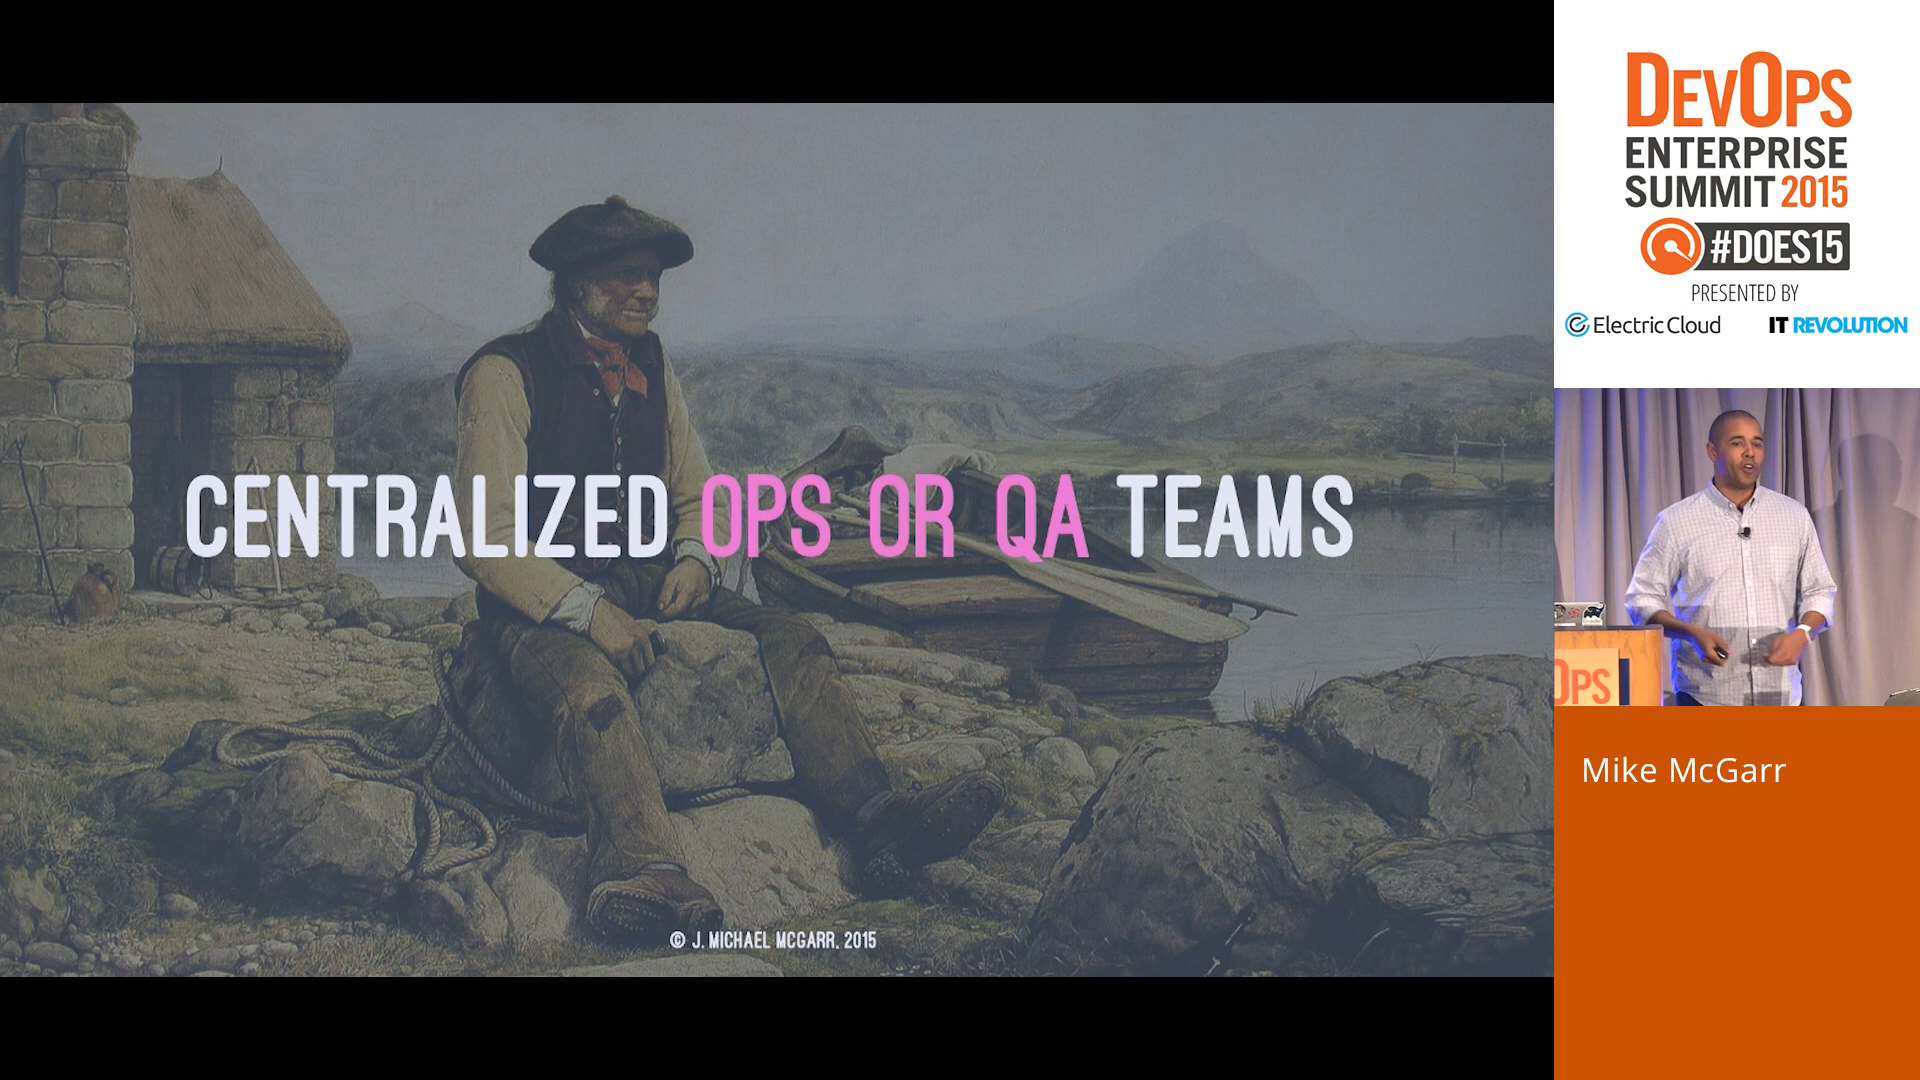 CENTRALIZED OPS OR QA TEAMS
© J. MICHAEL MCGARR, 2015
DEVOPS
ENTERPRISE
SUMMIT 2015
#DOES15
PRESENTED BY
Electric Cloud
IT REVOLUTION
OPS
Mike McGarr